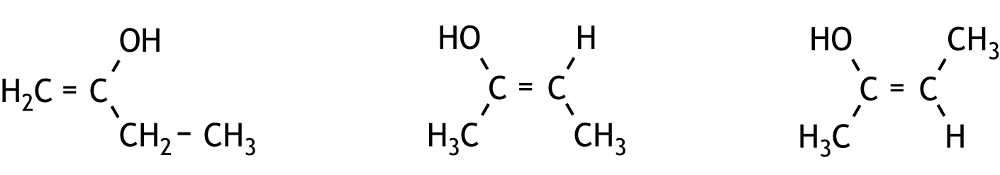 OH
H₂C = C
CH₂ – CH₃
HO H
C = C
H₃C CH₃
HO CH₃
C = C
H₃C H